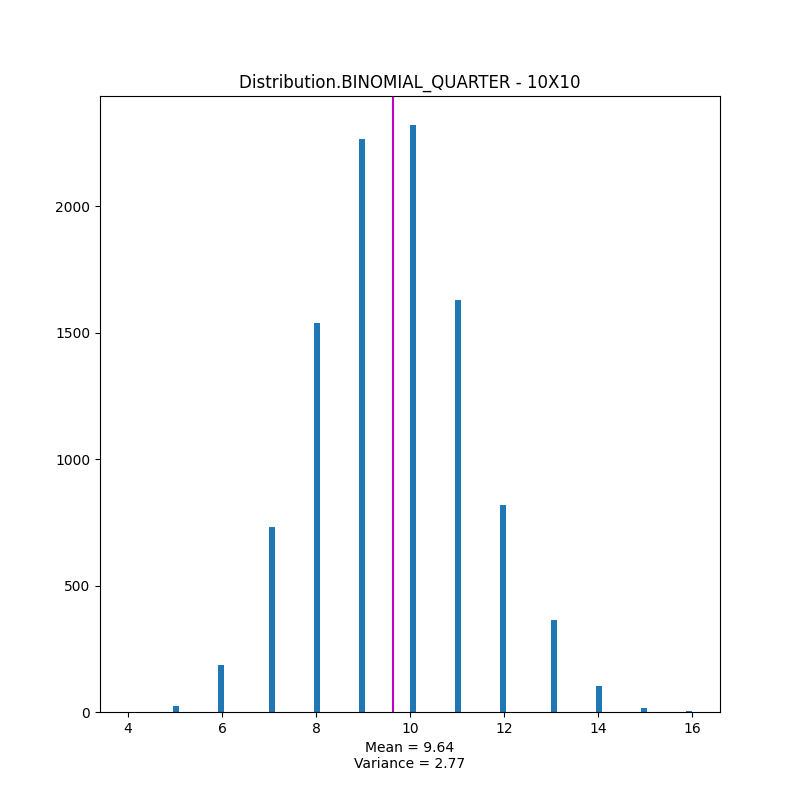 Distribution.BINOMIAL_QUARTER - 10X10
2000
1500
1000
500
0
4 6 8 10 12 14 16
Mean = 9.64
Variance = 2.77